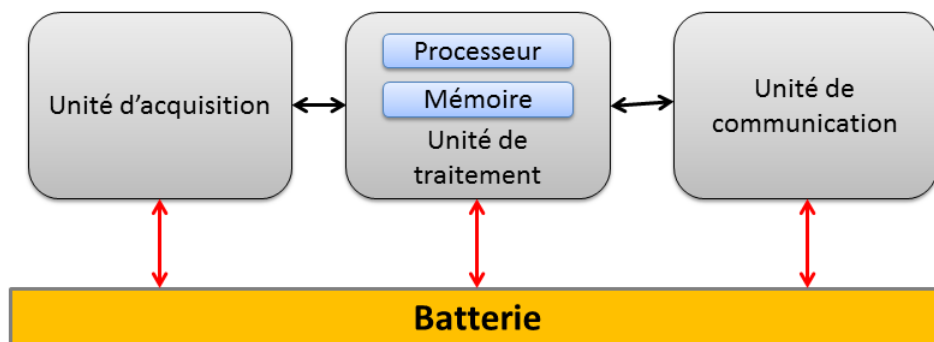 Unité d'acquisition
Processeur
Mémoire
Unité de
traitement
Unité de
communication
Batterie